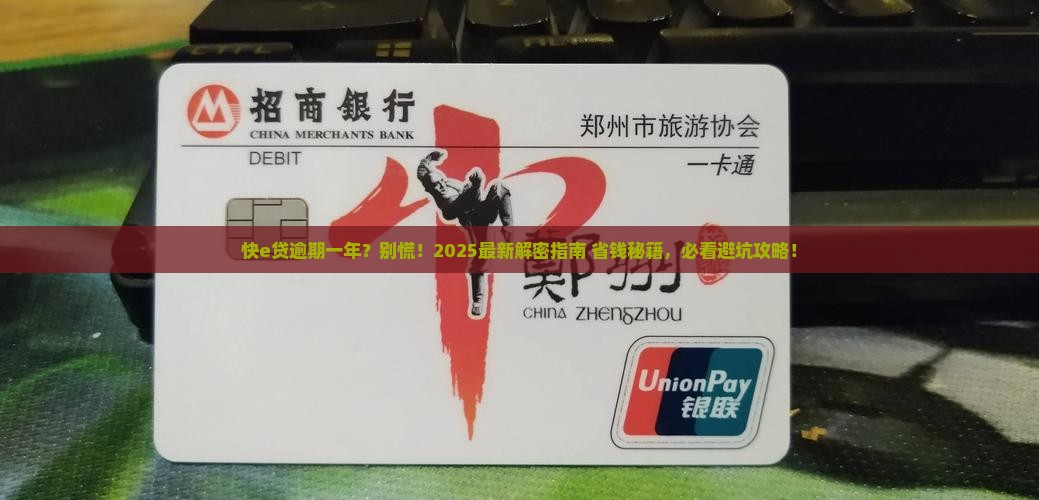 招商銀行
CHINA MERCHANTS BANK
DEBIT
郑州市旅游协会
一卡通
快e贷逾期一年？别慌！2025最新解密指南 省钱秘籍，必看避坑攻略！
鄭州
CHINA ZHENGZHOU
UnionPay
银联